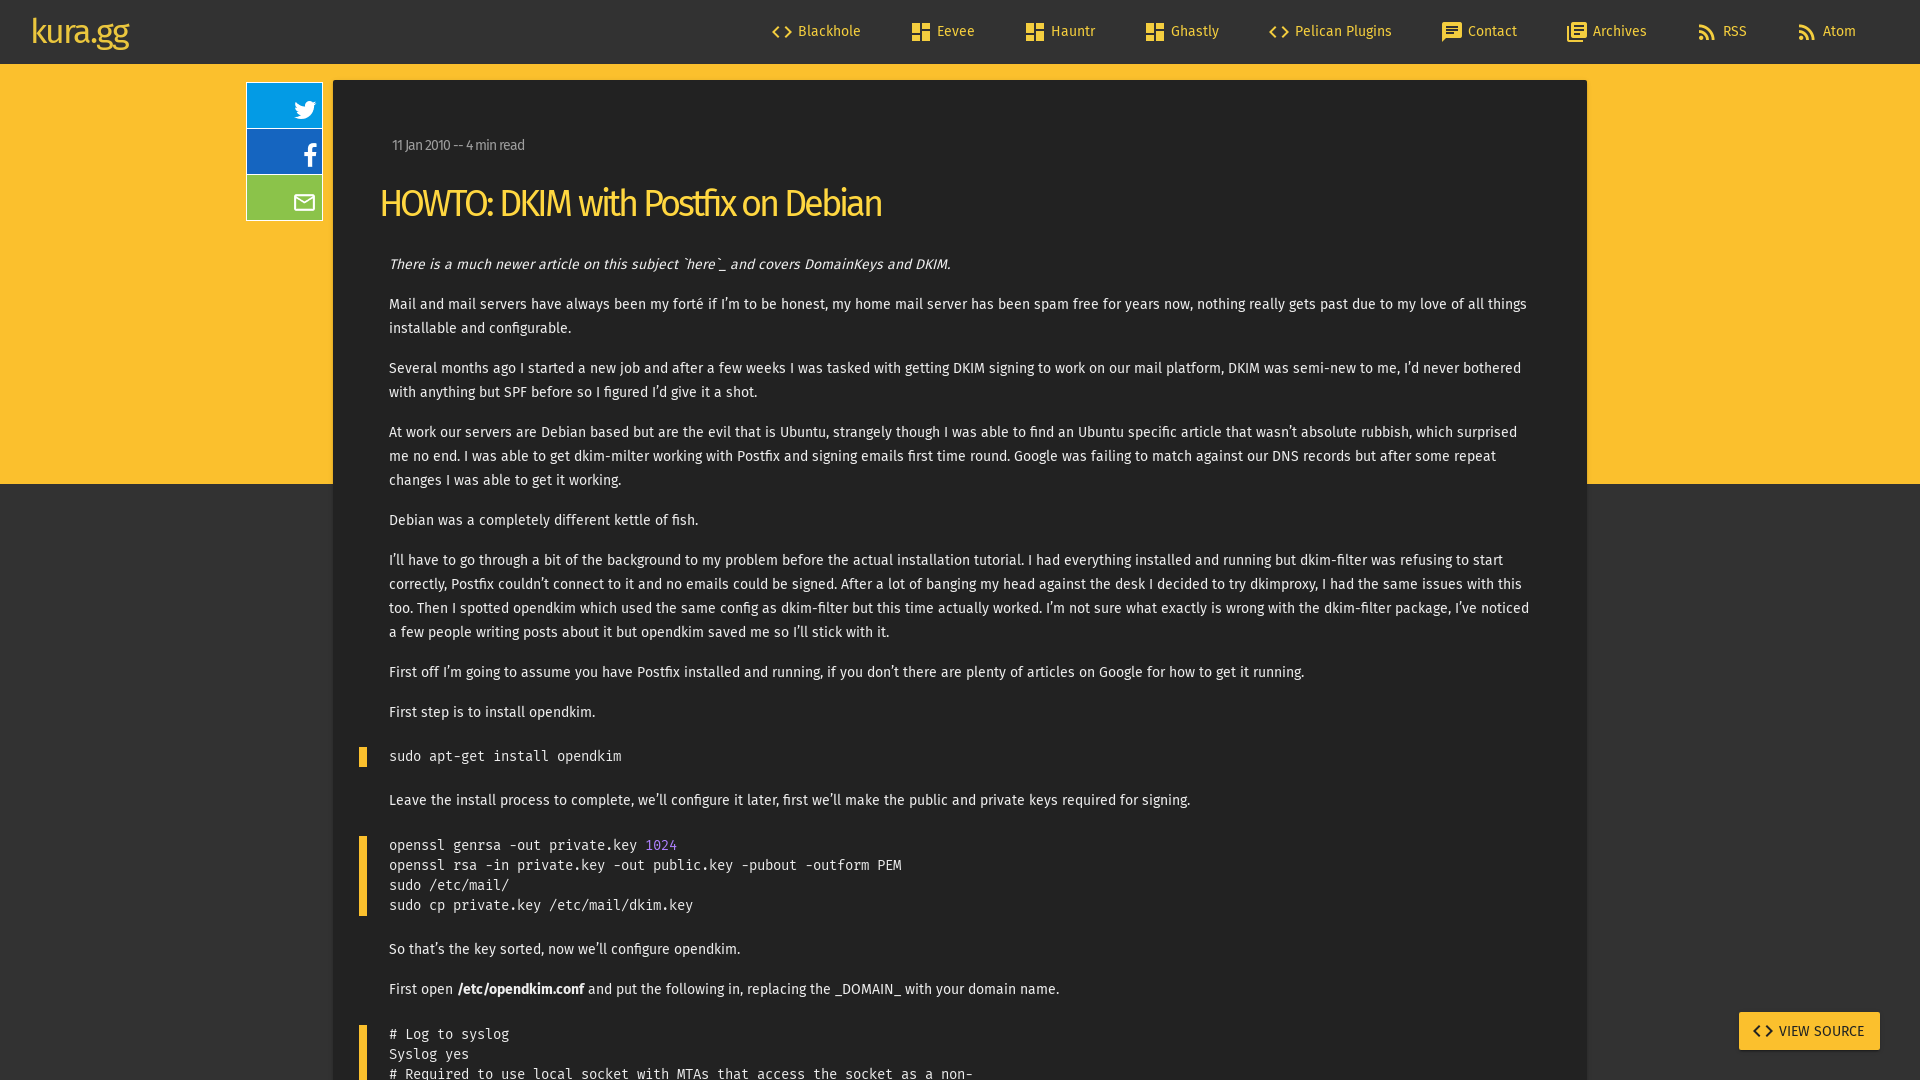 kura.gg
Blackhole
Eevee
Hauntr
Ghastly
Pelican Plugins
Contact
Archives
RSS
Atom
11 Jan 2010 -- 4 min read
HOWTO: DKIM with Postfix on Debian
There is a much newer article on this subject `here`_ and covers DomainKeys and DKIM.
Mail and mail servers have always been my forté if I’m to be honest, my home mail server has been spam free for years now, nothing really gets past due to my love of all things
installable and configurable.
Several months ago I started a new job and after a few weeks I was tasked with getting DKIM signing to work on our mail platform, DKIM was semi-new to me, I’d never bothered
with anything but SPF before so I figured I’d give it a shot.
At work our servers are Debian based but are the evil that is Ubuntu, strangely though I was able to find an Ubuntu specific article that wasn’t absolute rubbish, which surprised
me no end. I was able to get dkim-milter working with Postfix and signing emails first time round. Google was failing to match against our DNS records but after some repeat
changes I was able to get it working.
Debian was a completely different kettle of fish.
I’ll have to go through a bit of the background to my problem before the actual installation tutorial. I had everything installed and running but dkim-filter was refusing to start
correctly, Postfix couldn’t connect to it and no emails could be signed. After a lot of banging my head against the desk I decided to try dkimproxy, I had the same issues with this
too. Then I spotted opendkim which used the same config as dkim-filter but this time actually worked. I’m not sure what exactly is wrong with the dkim-filter package, I’ve noticed
a few people writing posts about it but opendkim saved me so I’ll stick with it.
First off I’m going to assume you have Postfix installed and running, if you don’t there are plenty of articles on Google for how to get it running.
First step is to install opendkim.
sudo apt-get install opendkim
Leave the install process to complete, we’ll configure it later, first we’ll make the public and private keys required for signing.
openssl genrsa -out private.key 1024
openssl rsa -in private.key -out public.key -pubout -outform PEM
sudo /etc/mail/
sudo cp private.key /etc/mail/dkim.key
So that’s the key sorted, now we’ll configure opendkim.
First open /etc/opendkim.conf and put the following in, replacing the _DOMAIN_ with your domain name.
# Log to syslog
Syslog yes
# Required to use local socket with MTAs that access the socket as a non-
VIEW SOURCE